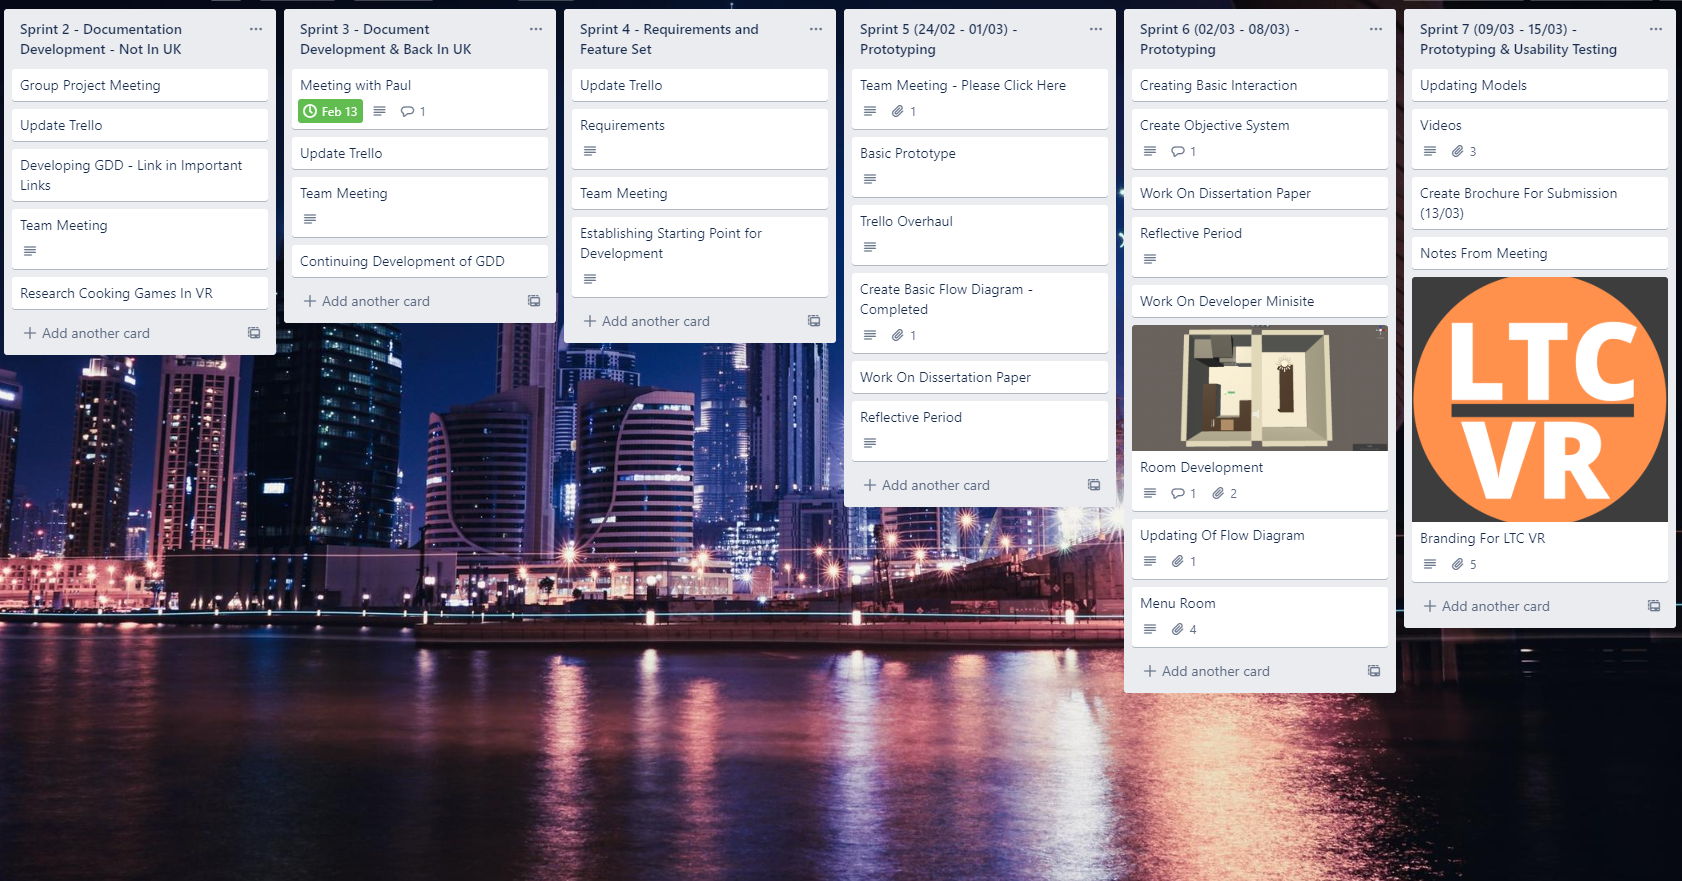 Sprint 2 - Documentation
Development - Not In UK
Group Project Meeting
Update Trello
Developing GDD - Link in Important
Links
Team Meeting
Research Cooking Games In VR
Add another card
Sprint 3 - Document
Development & Back In UK
Meeting with Paul
Feb 13
1
Update Trello
Team Meeting
Continuing Development of GDD
Add another card
Sprint 4 - Requirements and
Feature Set
Update Trello
Requirements
Team Meeting
Establishing Starting Point for
Development
Add another card
Sprint 5 (24/02 - 01/03) -
Prototyping
Team Meeting - Please Click Here
1
Basic Prototype
Trello Overhaul
Create Basic Flow Diagram -
Completed
1
Work On Dissertation Paper
Reflective Period
Add another card
Sprint 6 (02/03 - 08/03) -
Prototyping
Creating Basic Interaction
Create Objective System
1
Work On Dissertation Paper
Reflective Period
Work On Developer Minisite
Room Development
1 2
Updating Of Flow Diagram
1
Menu Room
4
Add another card
Sprint 7 (09/03 - 15/03) -
Prototyping & Usability Testing
Updating Models
Videos
3
Create Brochure For Submission
(13/03)
Notes From Meeting
LTC
VR
Branding For LTC VR
5
Add another card